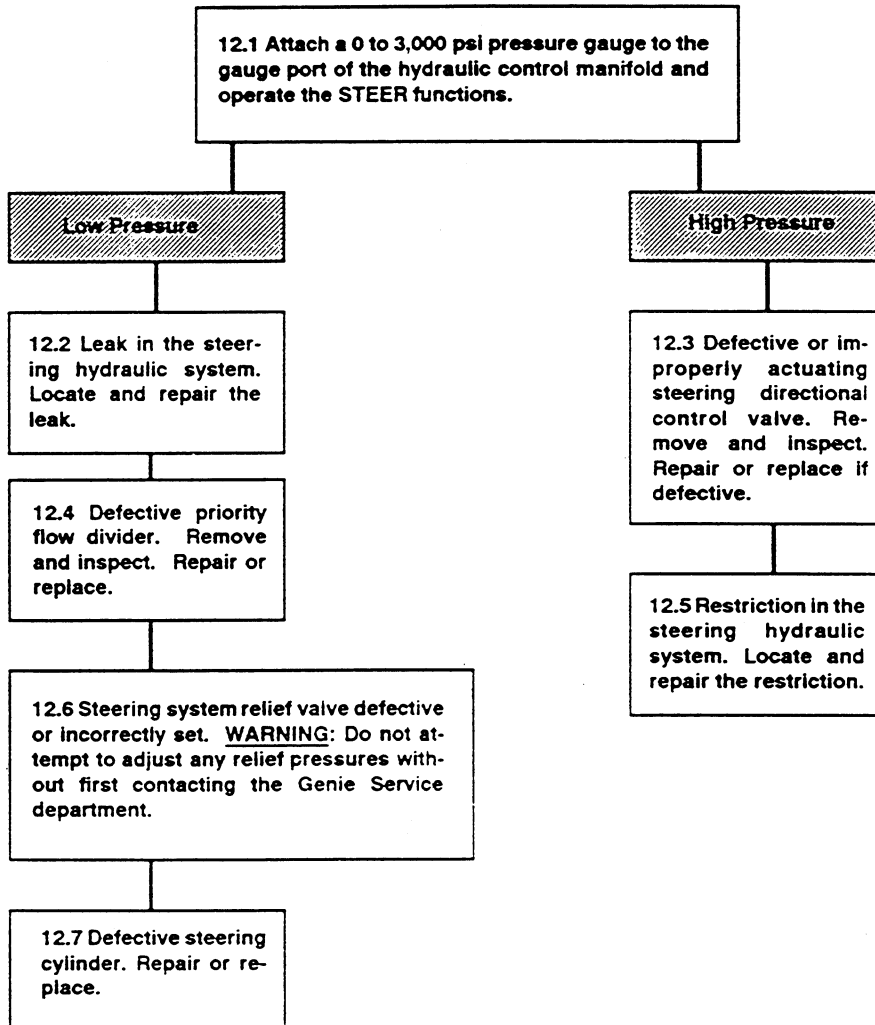 12.1 Attach a 0 to 3,000 psi pressure gauge to the
gauge port of the hydraulic control manifold and
operate the STEER functions.
Low Pressure
High Pressure
12.2 Leak in the steer-
ing hydraulic system.
Locate and repair the
leak.
12.3 Defective or im-
properly actuating
steering directional
control valve. Re-
move and inspect.
Repair or replace if
defective.
12.4 Defective priority
flow divider. Remove
and inspect. Repair or
replace.
12.5 Restriction in the
steering hydraulic
system. Locate and
repair the restriction.
12.6 Steering system relief valve defective
or incorrectly set. WARNING: Do not at-
tempt to adjust any relief pressures with-
out first contacting the Genie Service
department.
12.7 Defective steering
cylinder. Repair or re-
place.